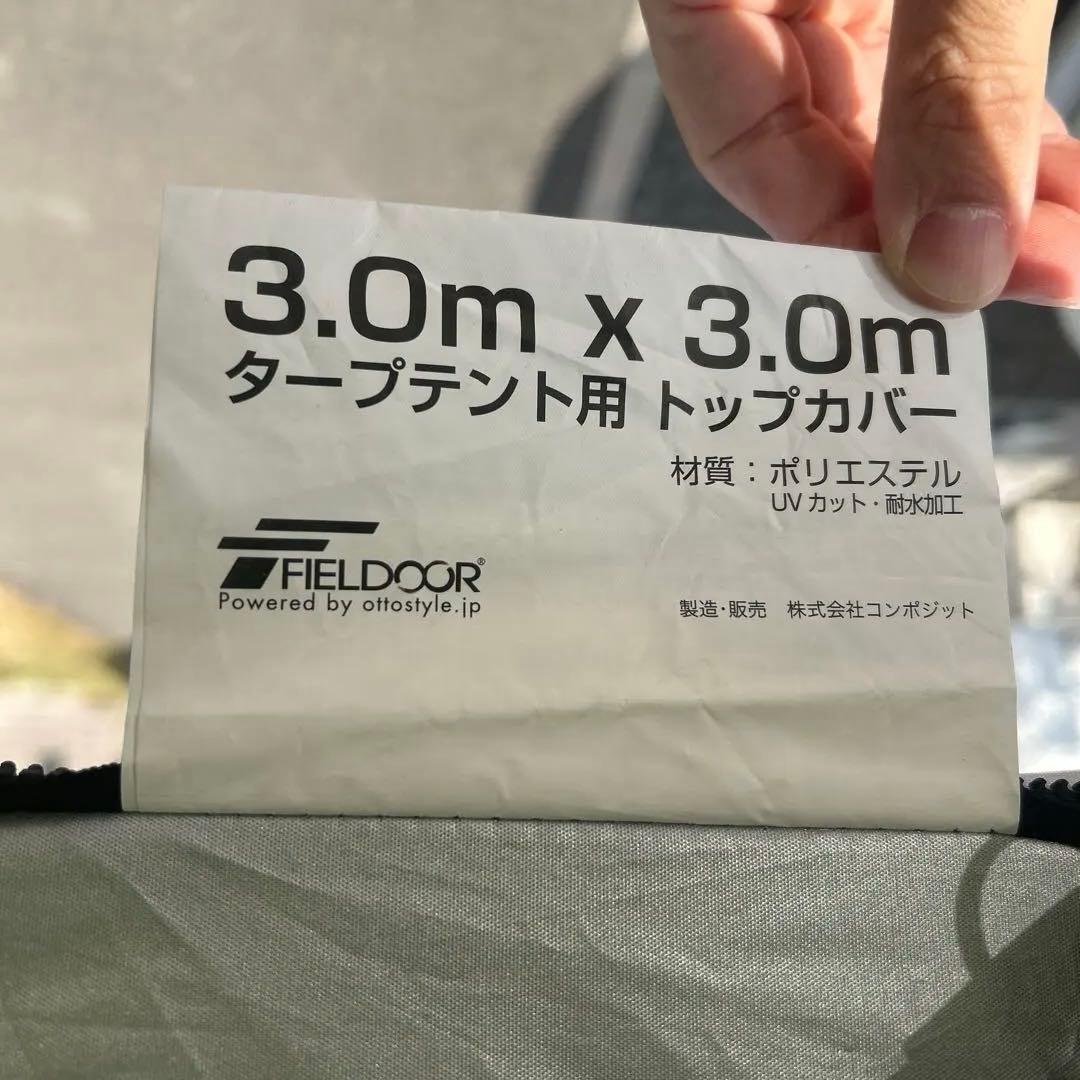 3.0m x 3.0m
タープテント用 トップカバー
材質：ポリエステル
UVカット・耐水加工
FIELDOOR®
Powered by ottostyle.jp
製造・販売　株式会社コンポジット